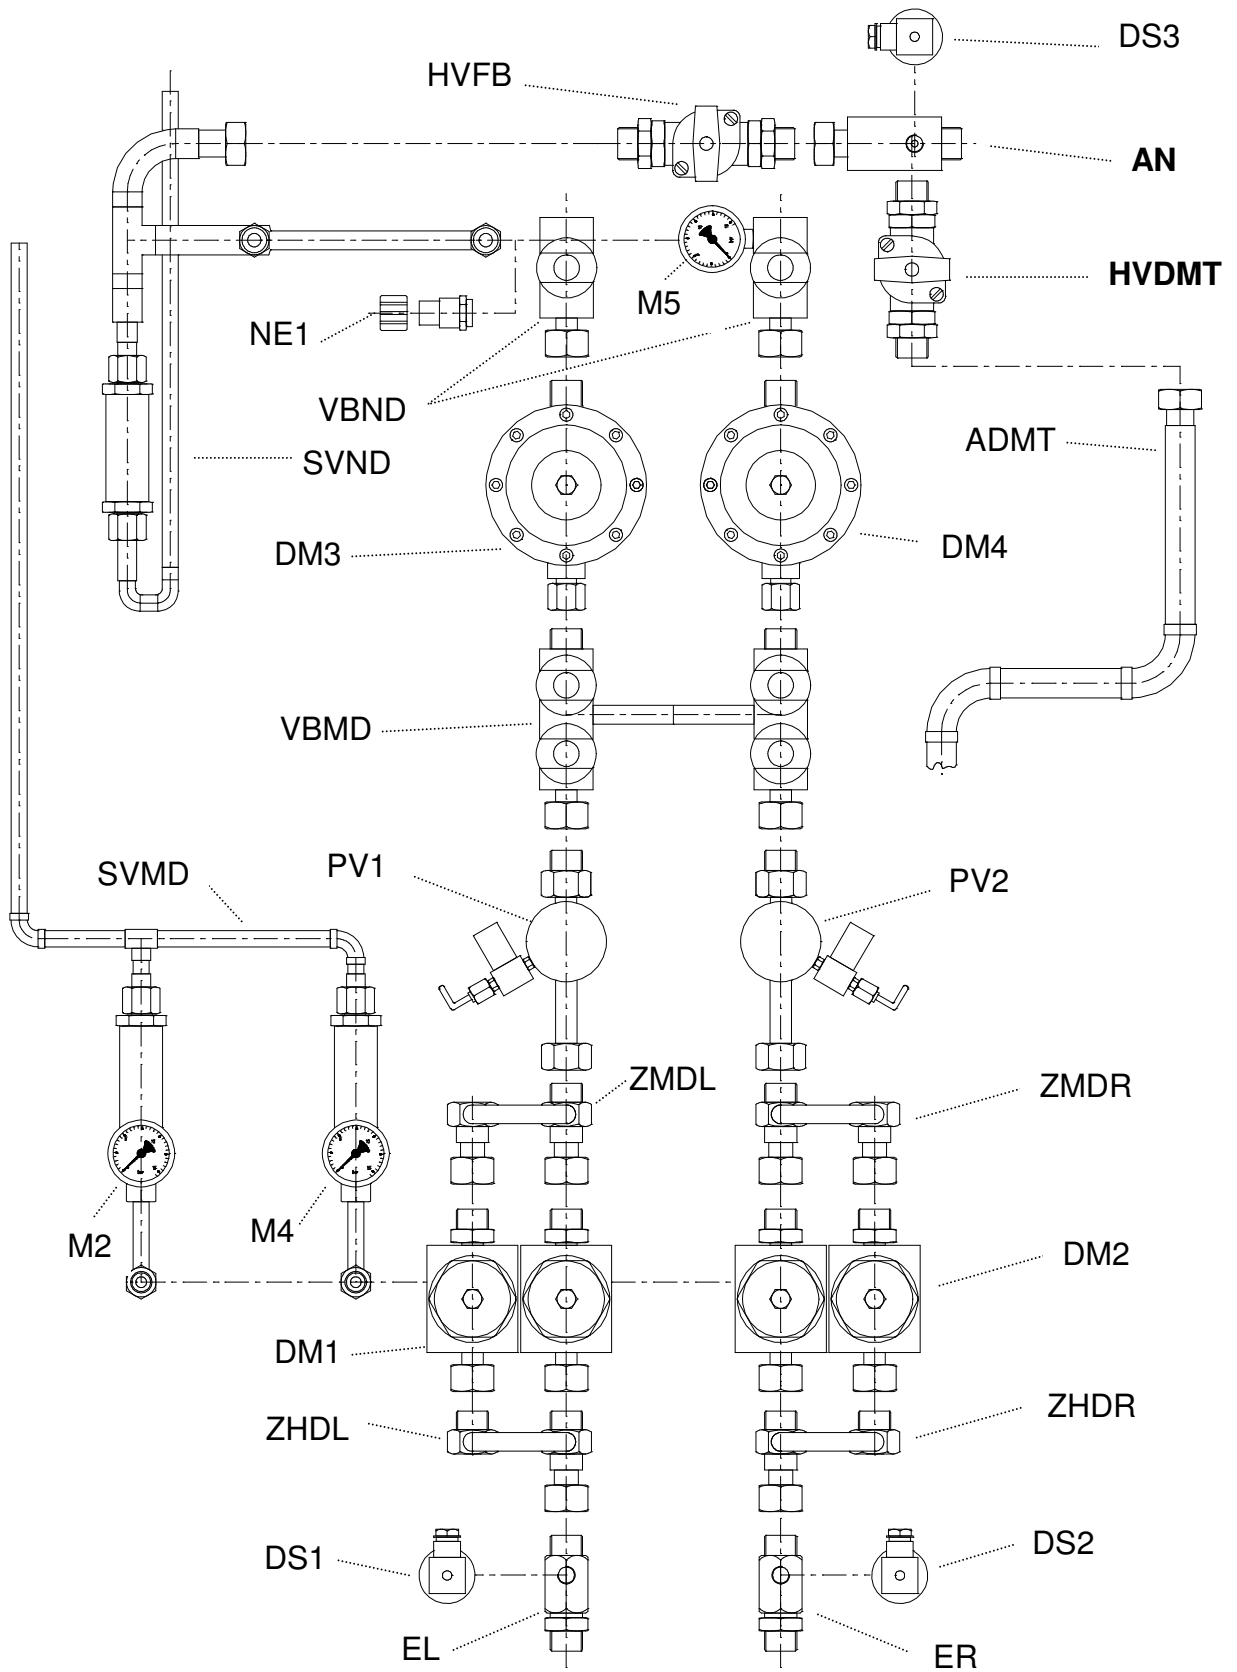 DS3
HVFB
AN
HVDMT
M5
NE1
VBND
ADMT
SVND
DM3
DM4
VBMD
PV1
SVMD
PV2
ZMDL
ZMDR
M2
M4
DM2
DM1
ZHDL
ZHDR
DS1
DS2
EL
ER